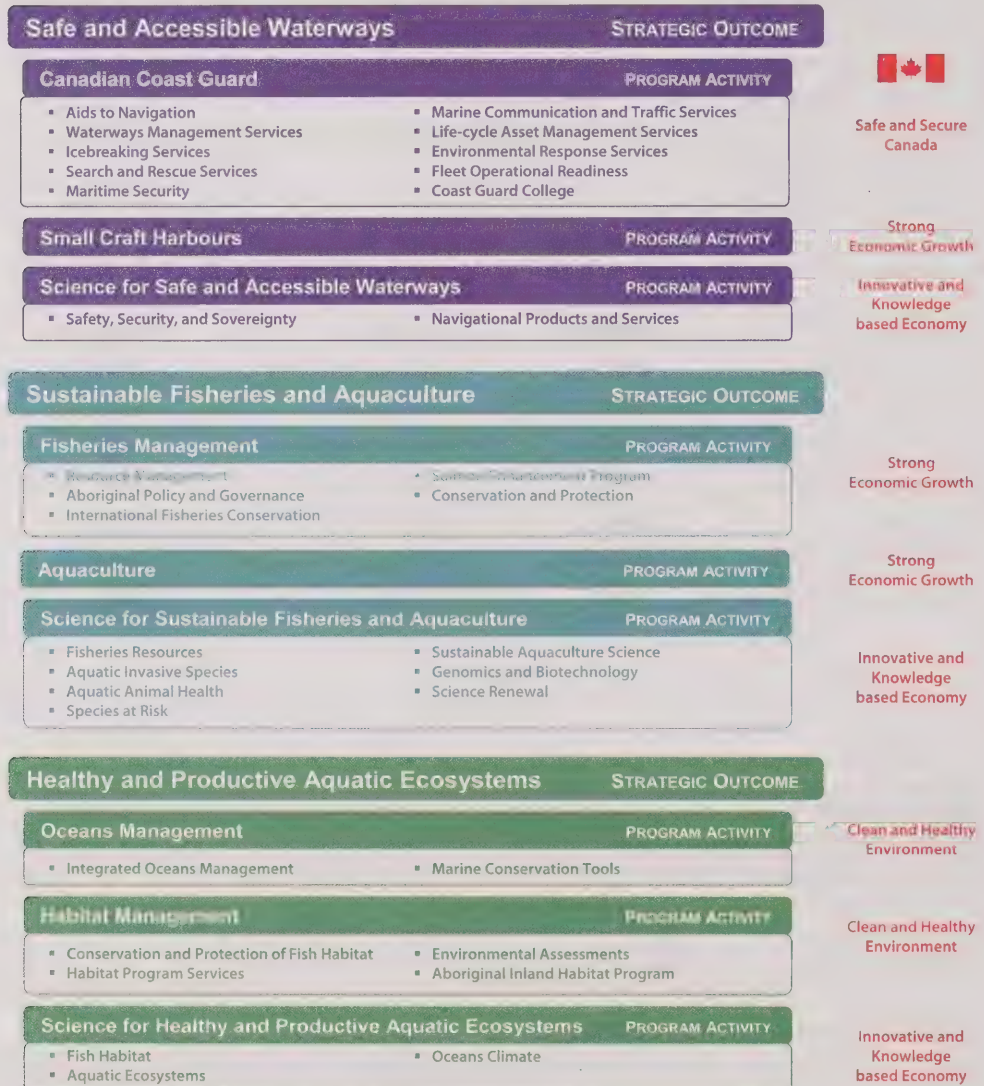 Safe and Accessible Waterways STRATEGIC OUTCOME
Canadian Coast Guard PROGRAM ACTIVITY
▪ Aids to Navigation ▪ Marine Communication and Traffic Services
▪ Waterways Management Services ▪ Life-cycle Asset Management Services
▪ Icebreaking Services ▪ Environmental Response Services
▪ Search and Rescue Services ▪ Fleet Operational Readiness
▪ Maritime Security ▪ Coast Guard College
Safe and Secure
Canada
Small Craft Harbours PROGRAM ACTIVITY
Strong
Economic Growth
Science for Safe and Accessible Waterways PROGRAM ACTIVITY
▪ Safety, Security, and Sovereignty ▪ Navigational Products and Services
Innovative and
Knowledge
based Economy
Sustainable Fisheries and Aquaculture STRATEGIC OUTCOME
Fisheries Management PROGRAM ACTIVITY
▪ Resource Management ▪ Salmon Enhancement Program
▪ Aboriginal Policy and Governance ▪ Conservation and Protection
▪ International Fisheries Conservation
Strong
Economic Growth
Aquaculture PROGRAM ACTIVITY
Strong
Economic Growth
Science for Sustainable Fisheries and Aquaculture PROGRAM ACTIVITY
▪ Fisheries Resources ▪ Sustainable Aquaculture Science
▪ Aquatic Invasive Species ▪ Genomics and Biotechnology
▪ Aquatic Animal Health ▪ Science Renewal
▪ Species at Risk
Innovative and
Knowledge
based Economy
Healthy and Productive Aquatic Ecosystems STRATEGIC OUTCOME
Oceans Management PROGRAM ACTIVITY
▪ Integrated Oceans Management ▪ Marine Conservation Tools
Clean and Healthy
Environment
Habitat Management PROGRAM ACTIVITY
▪ Conservation and Protection of Fish Habitat ▪ Environmental Assessments
▪ Habitat Program Services ▪ Aboriginal Inland Habitat Program
Clean and Healthy
Environment
Science for Healthy and Productive Aquatic Ecosystems PROGRAM ACTIVITY
▪ Fish Habitat ▪ Oceans Climate
▪ Aquatic Ecosystems
Innovative and
Knowledge
based Economy